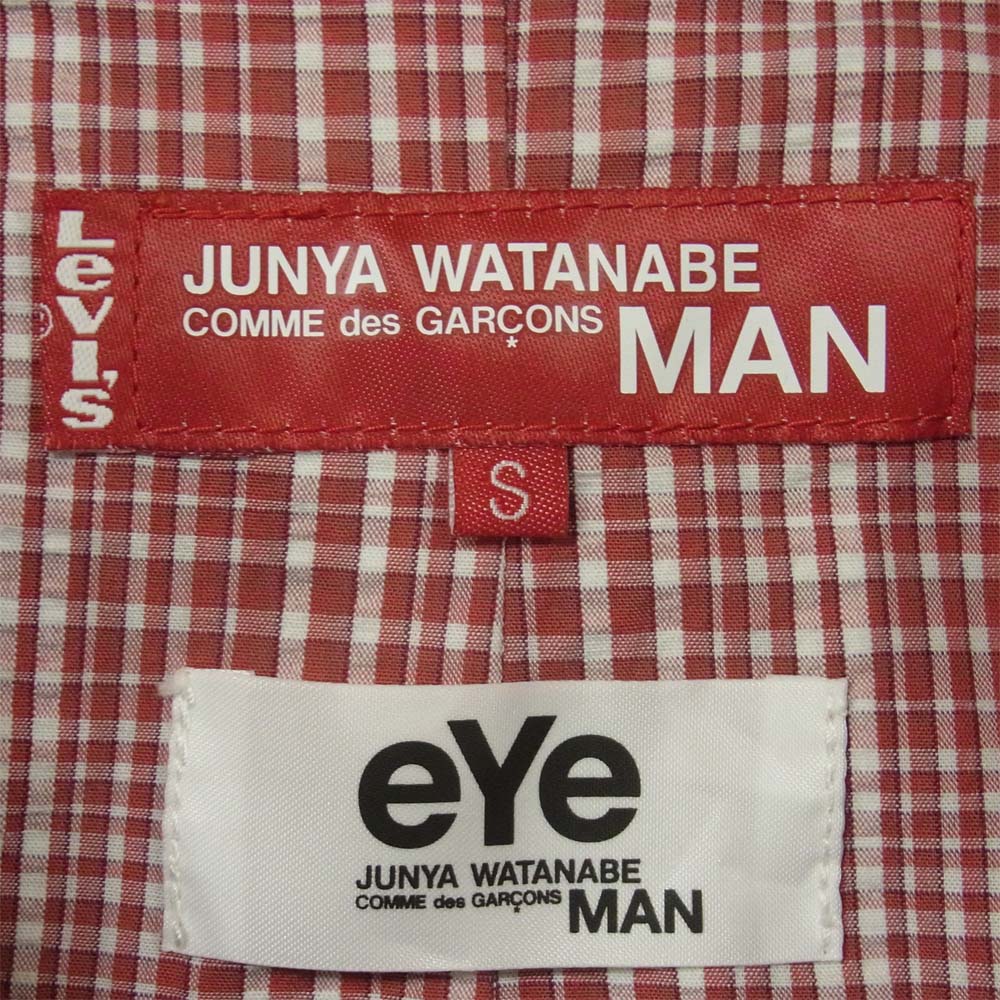 Levi's
®
JUNYA WATANABE
COMME des GARÇONS MAN
*
S
eYe
JUNYA WATANABE
COMME des GARÇONS MAN
*